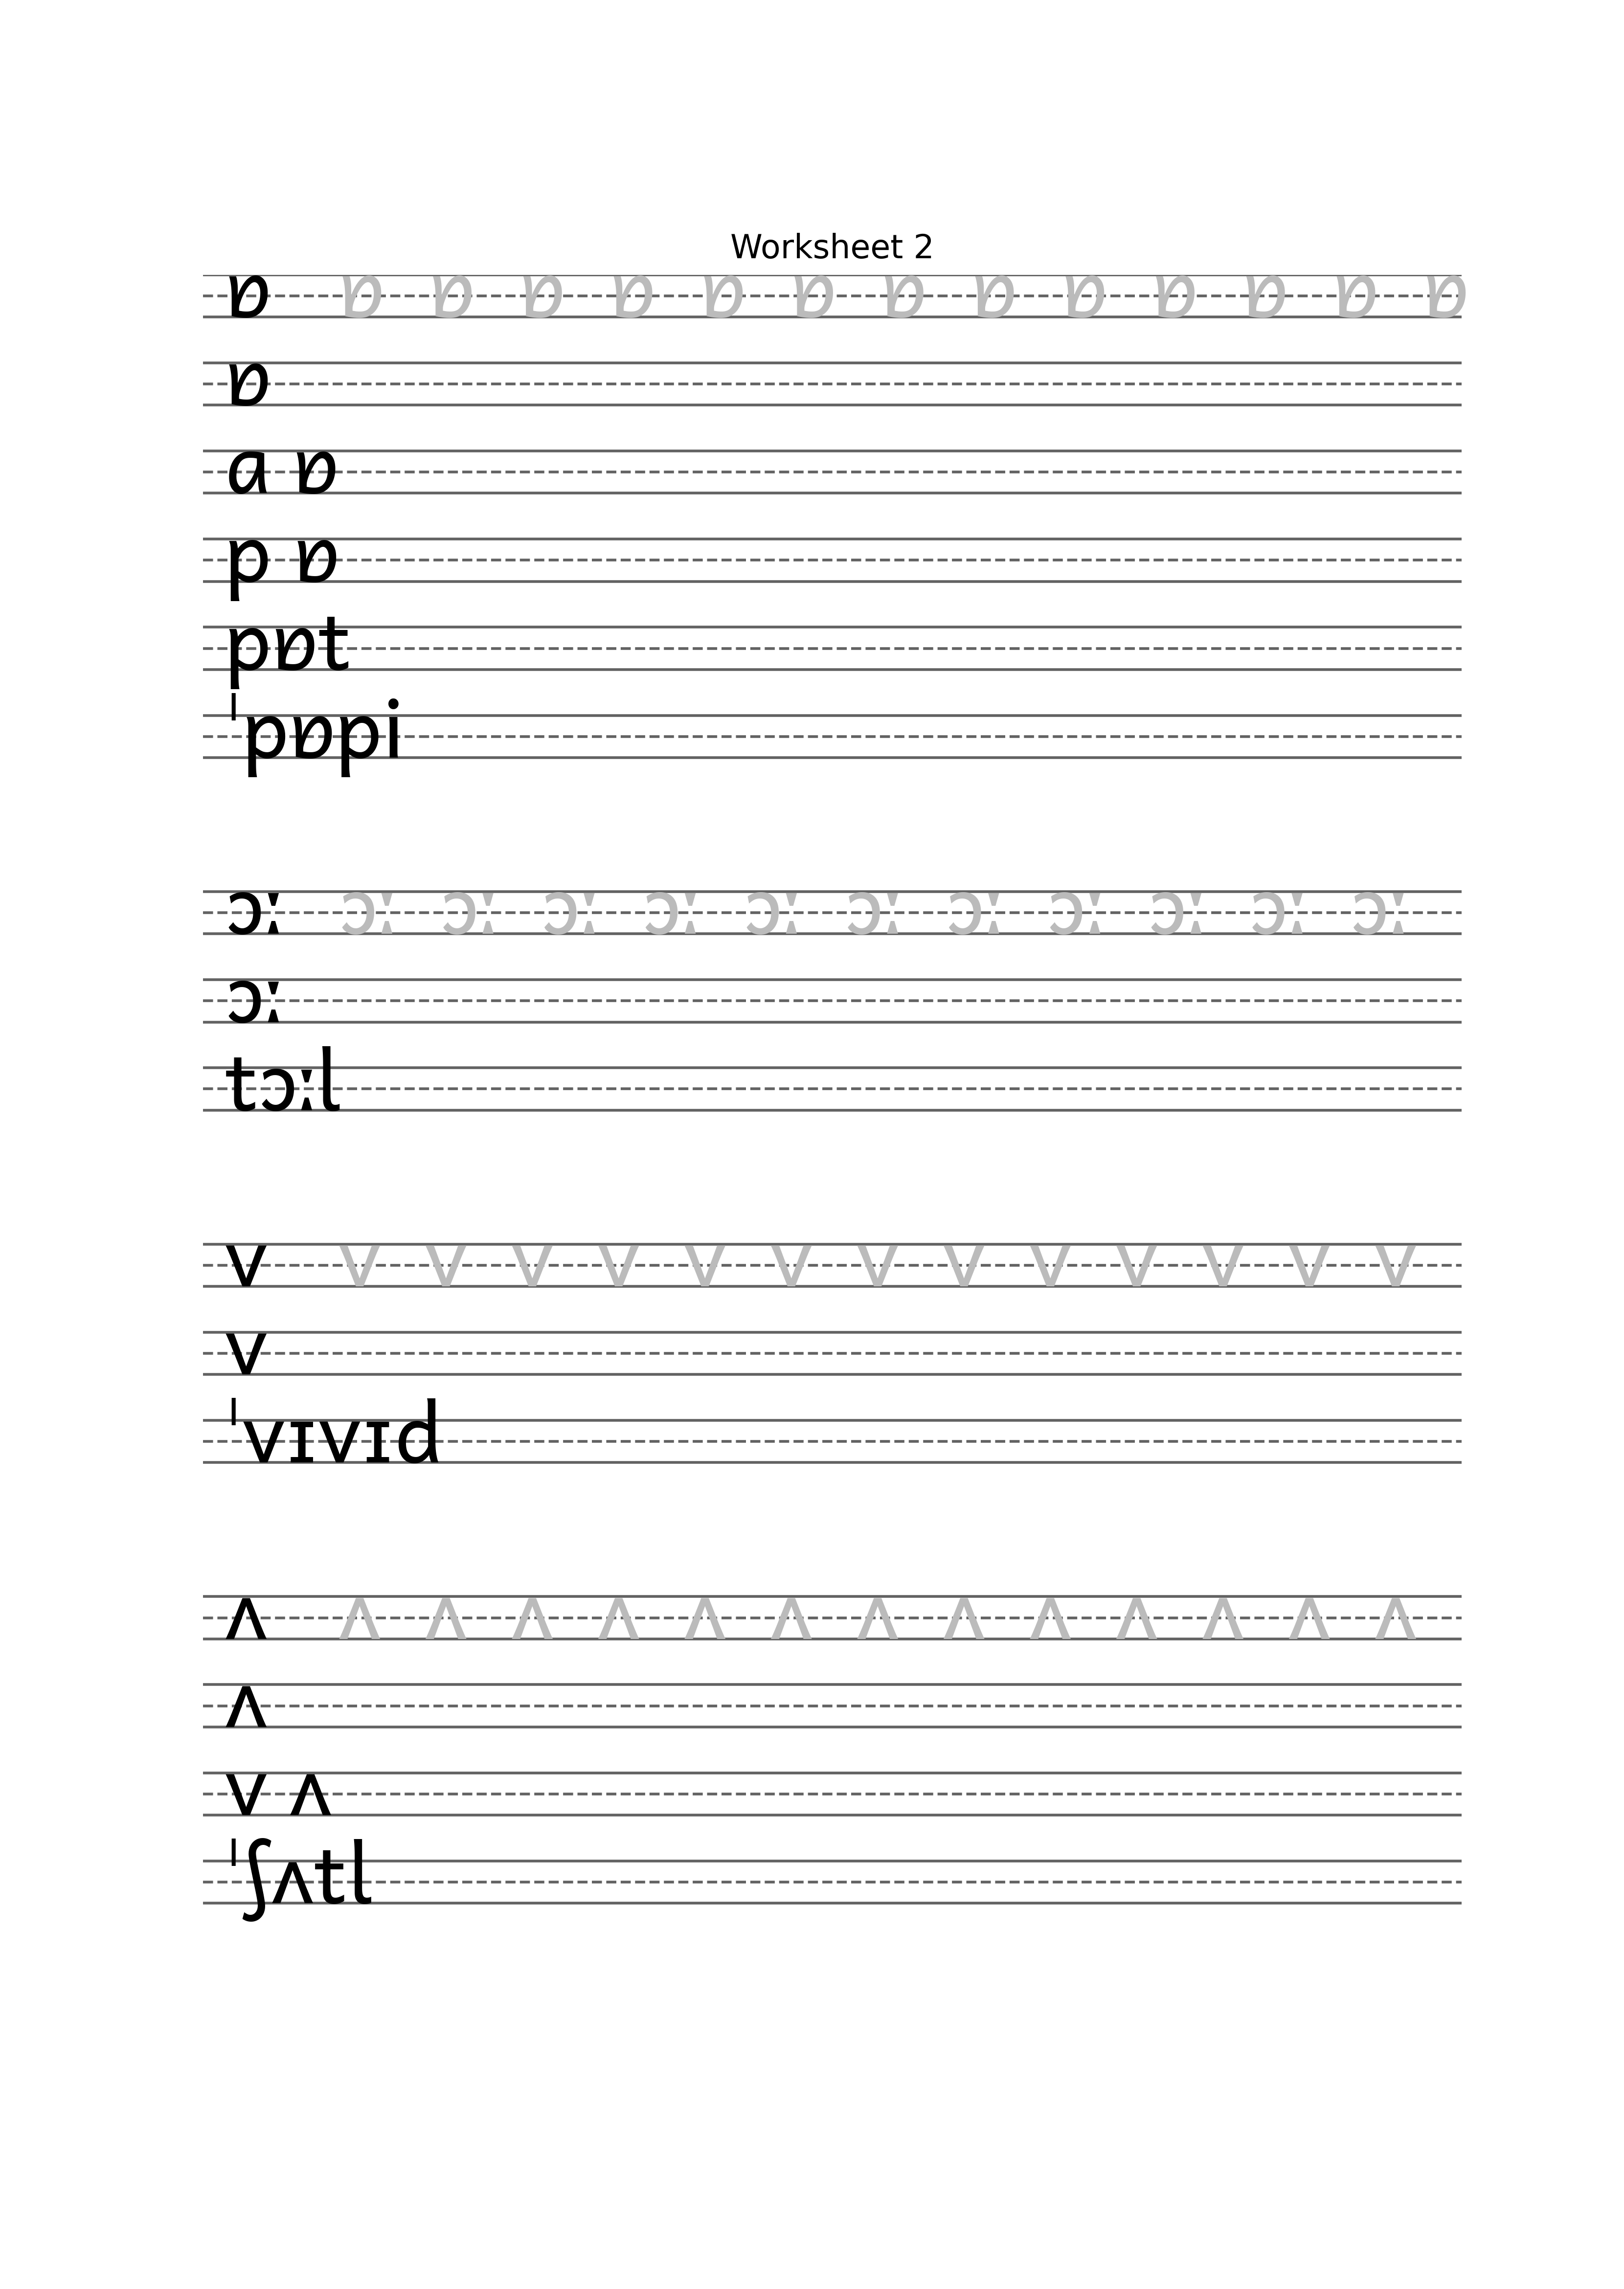 Worksheet 2
ɒ ɒ ɒ ɒ ɒ ɒ ɒ ɒ ɒ ɒ ɒ ɒ ɒ ɒ
ɒ
ɑ ɒ
p ɒ
pɒt
ˈpɒpi
ɔː ɔː ɔː ɔː ɔː ɔː ɔː ɔː ɔː ɔː ɔː ɔː
ɔː
tɔːl
v v v v v v v v v v v v v v
v
ˈvɪvɪd
ʌ ʌ ʌ ʌ ʌ ʌ ʌ ʌ ʌ ʌ ʌ ʌ ʌ ʌ
ʌ
v ʌ
ˈʃʌtl